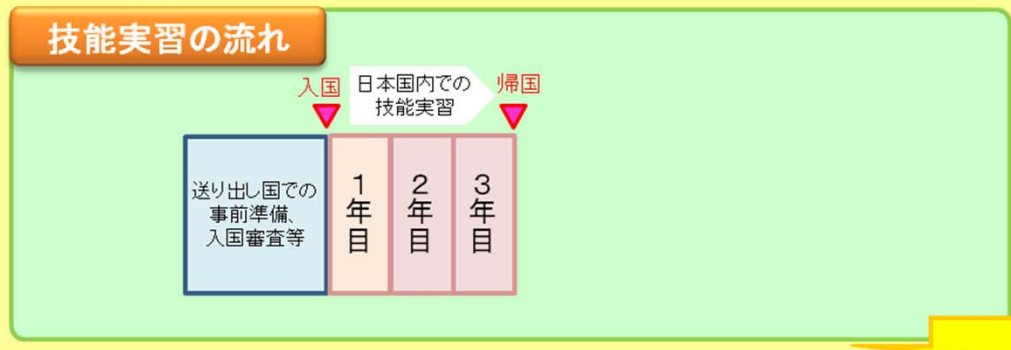 技能実習の流れ
入国
日本国内での
技能実習
帰国
送り出し国での
事前準備、
入国審査等
1年目
2年目
3年目